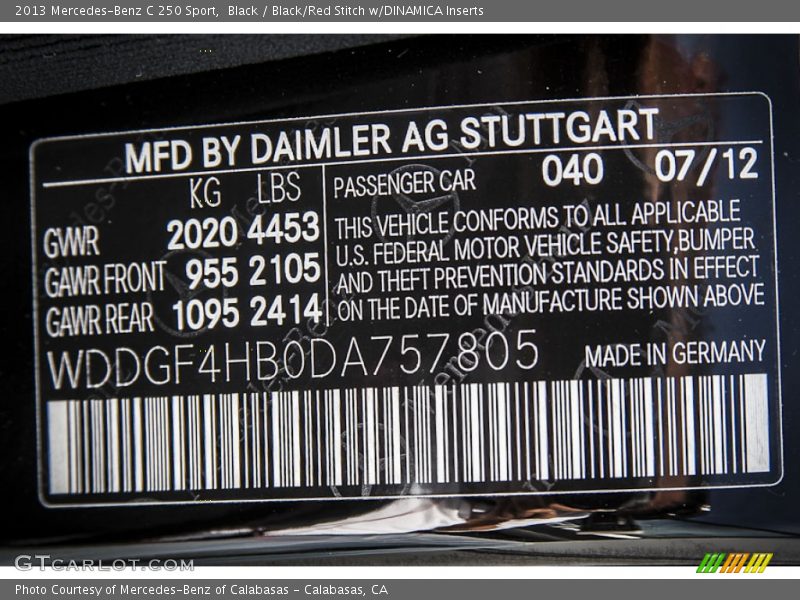 2013 Mercedes-Benz C 250 Sport,  Black / Black/Red Stitch w/DINAMICA Inserts
MFD BY DAIMLER AG STUTTGART
KG LBS
GWR 2020 4453
GAWR FRONT 955 2105
GAWR REAR 1095 2414
PASSENGER CAR 040 07/12
THIS VEHICLE CONFORMS TO ALL APPLICABLE
U.S. FEDERAL MOTOR VEHICLE SAFETY,BUMPER
AND THEFT PREVENTION STANDARDS IN EFFECT
ON THE DATE OF MANUFACTURE SHOWN ABOVE
WDDGF4HB0DA757805 MADE IN GERMANY
GTCARLOT.COM
Photo Courtesy of Mercedes-Benz of Calabasas - Calabasas, CA